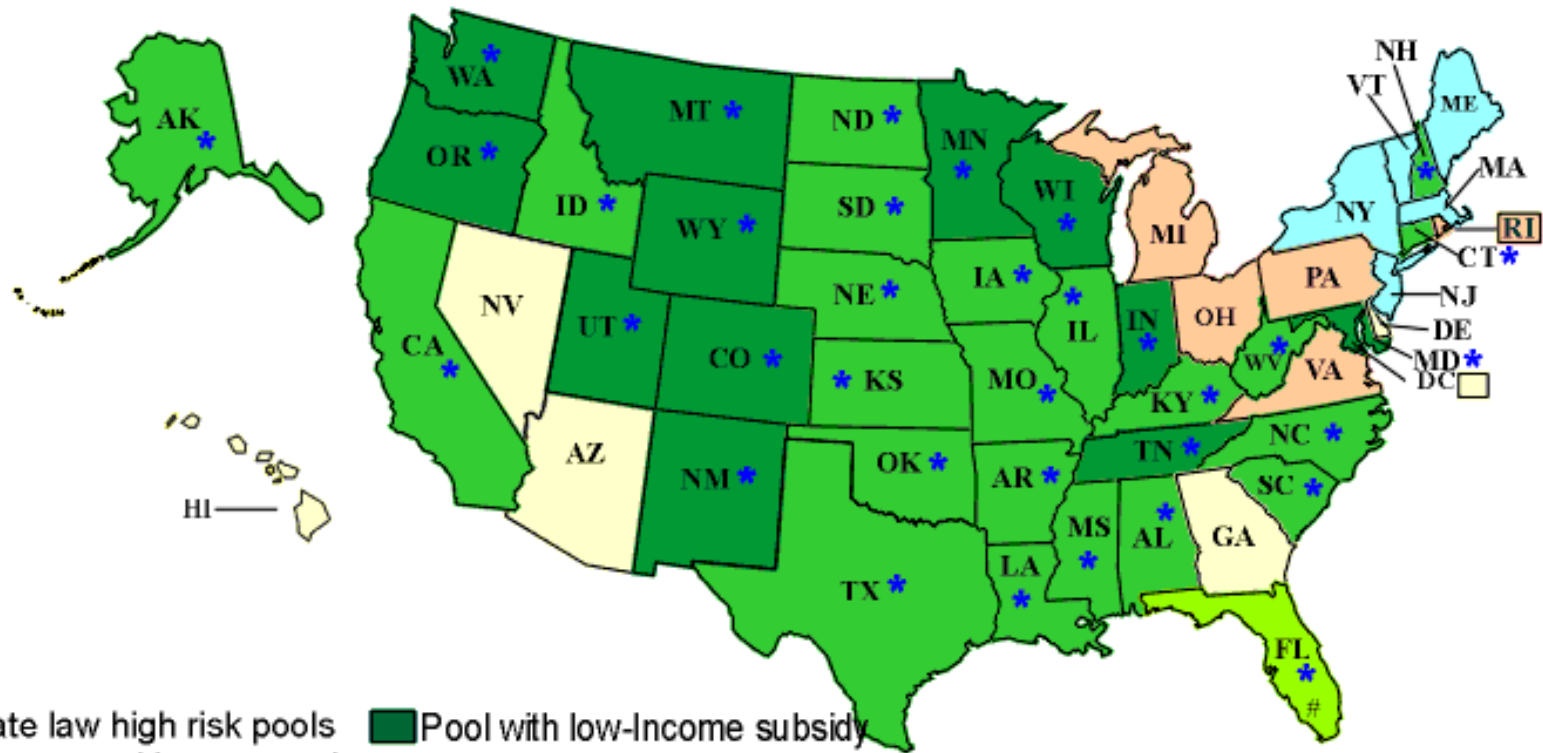 NH
VT
WA *
MT *
ND *
ME
AK *
MN *
OR *
MA
WI *
ID *
SD *
NY
WY *
RI
MI
CT *
IA *
PA
NE *
NJ
NV
* IL
UT *
IN *
OH
DE
CA *
CO *
WV *
MD *
* KS
MO *
VA
DC
KY *
NC *
TN *
AZ
OK *
NM *
AR *
SC *
HI
MS *
* AL
GA
LA *
TX *
FL *
#
ate law high risk pools
Pool with low-Income subsidy